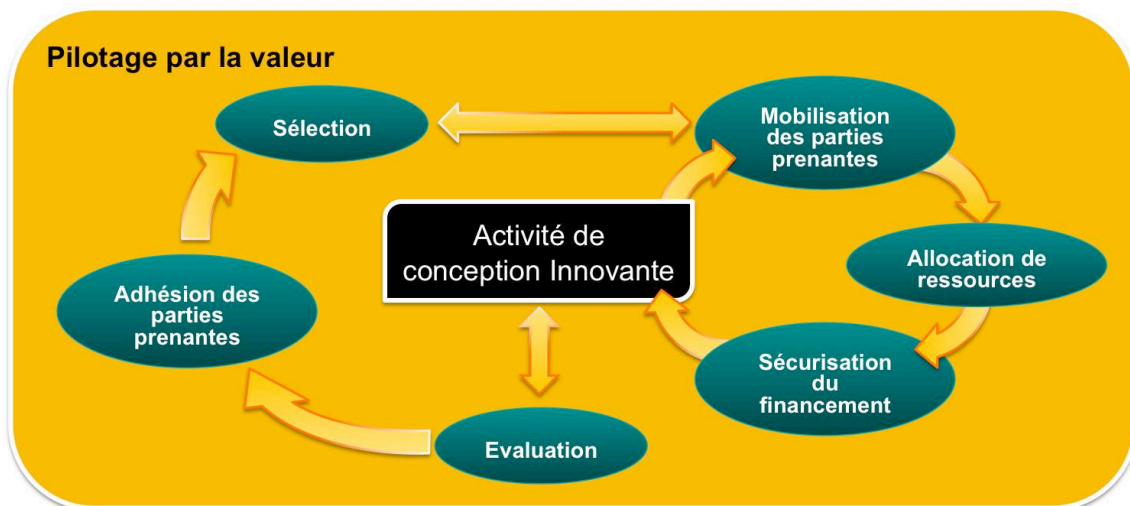 Pilotage par la valeur
Sélection
Mobilisation
des parties
prenantes
Activité de
conception Innovante
Allocation de
ressources
Adhésion des
parties
prenantes
Sécurisation
du
financement
Evaluation